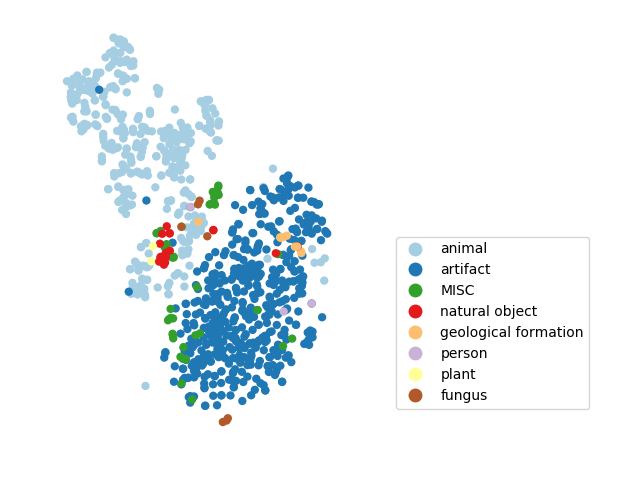 animal
artifact
MISC
natural object
geological formation
person
plant
fungus